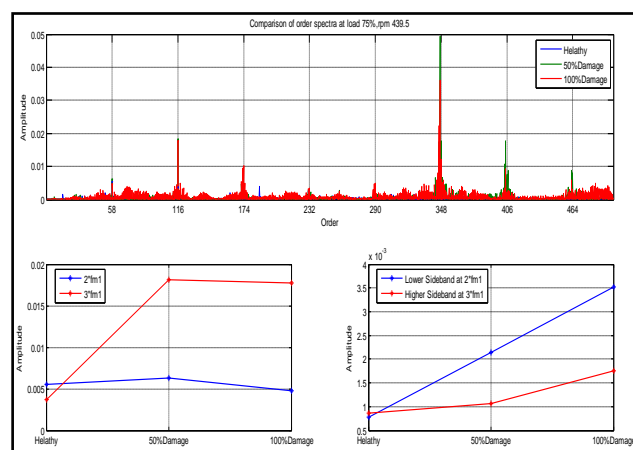 Comparison of order spectra at load 75%,rpm 439.5
0.05
0.04
0.03
0.02
0.01
0
Amplitude
Helathy
50%Damage
100%Damage
58
116
174
232
290
348
406
464
Order
0.02
0.015
0.01
0.005
0
Amplitude
2*fm1
3*fm1
Helathy
50%Damage
100%Damage
x 10⁻³
4
3.5
3
2.5
2
1.5
1
0.5
Amplitude
Lower Sideband at 2*fm1
Higher Sideband at 3*fm1
Helathy
50%Damage
100%Damage